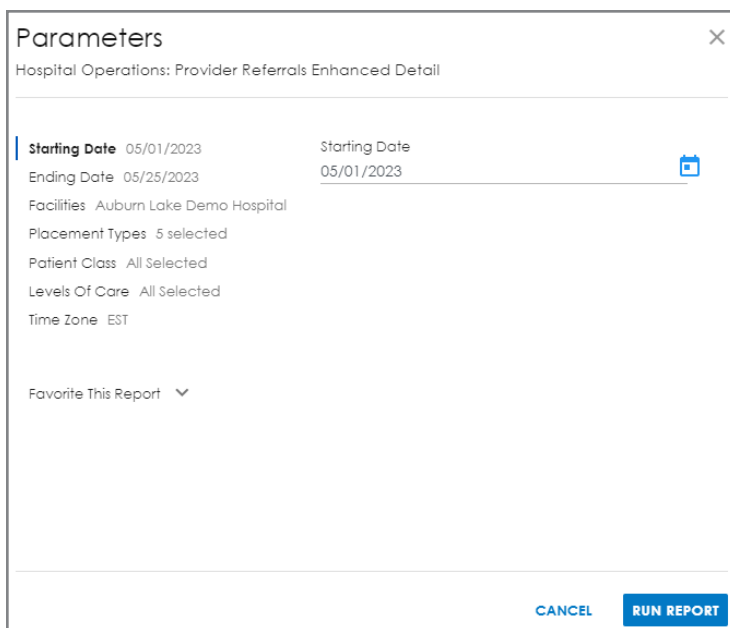 Parameters
Hospital Operations: Provider Referrals Enhanced Detail
Starting Date 05/01/2023
Ending Date 05/25/2023
Facilities Auburn Lake Demo Hospital
Placement Types 5 selected
Patient Class All Selected
Levels Of Care All Selected
Time Zone EST
Favorite This Report
Starting Date
05/01/2023
CANCEL RUN REPORT